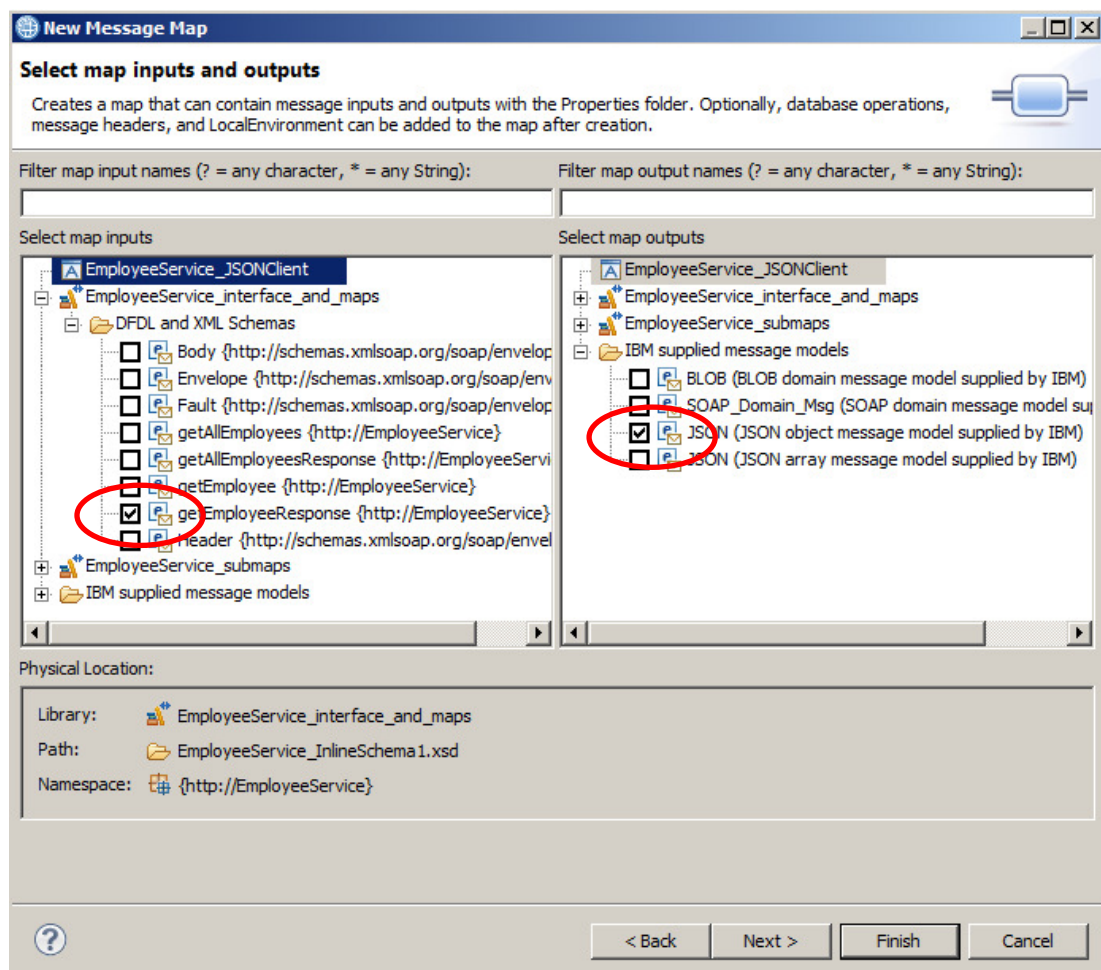 New Message Map
Select map inputs and outputs
Creates a map that can contain message inputs and outputs with the Properties folder. Optionally, database operations,
message headers, and LocalEnvironment can be added to the map after creation.
Filter map input names (? = any character, * = any String):
Filter map output names (? = any character, * = any String):
Select map inputs
EmployeeService_JSONClient
EmployeeService_interface_and_maps
DFDL and XML Schemas
Body {http://schemas.xmlsoap.org/soap/envelop
Envelope {http://schemas.xmlsoap.org/soap/env
Fault {http://schemas.xmlsoap.org/soap/envelop
getAllEmployees {http://EmployeeService}
getAllEmployeesResponse {http://EmployeeServi
getEmployee {http://EmployeeService}
getEmployeeResponse {http://EmployeeService}
Header {http://schemas.xmlsoap.org/soap/envel
EmployeeService_submaps
IBM supplied message models
Select map outputs
EmployeeService_JSONClient
EmployeeService_interface_and_maps
EmployeeService_submaps
IBM supplied message models
BLOB (BLOB domain message model supplied by IBM)
SOAP_Domain_Msg (SOAP domain message model su
JSON (JSON object message model supplied by IBM)
JSON (JSON array message model supplied by IBM)
Physical Location:
Library: EmployeeService_interface_and_maps
Path: EmployeeService_InlineSchema1.xsd
Namespace: {http://EmployeeService}
? < Back Next > Finish Cancel